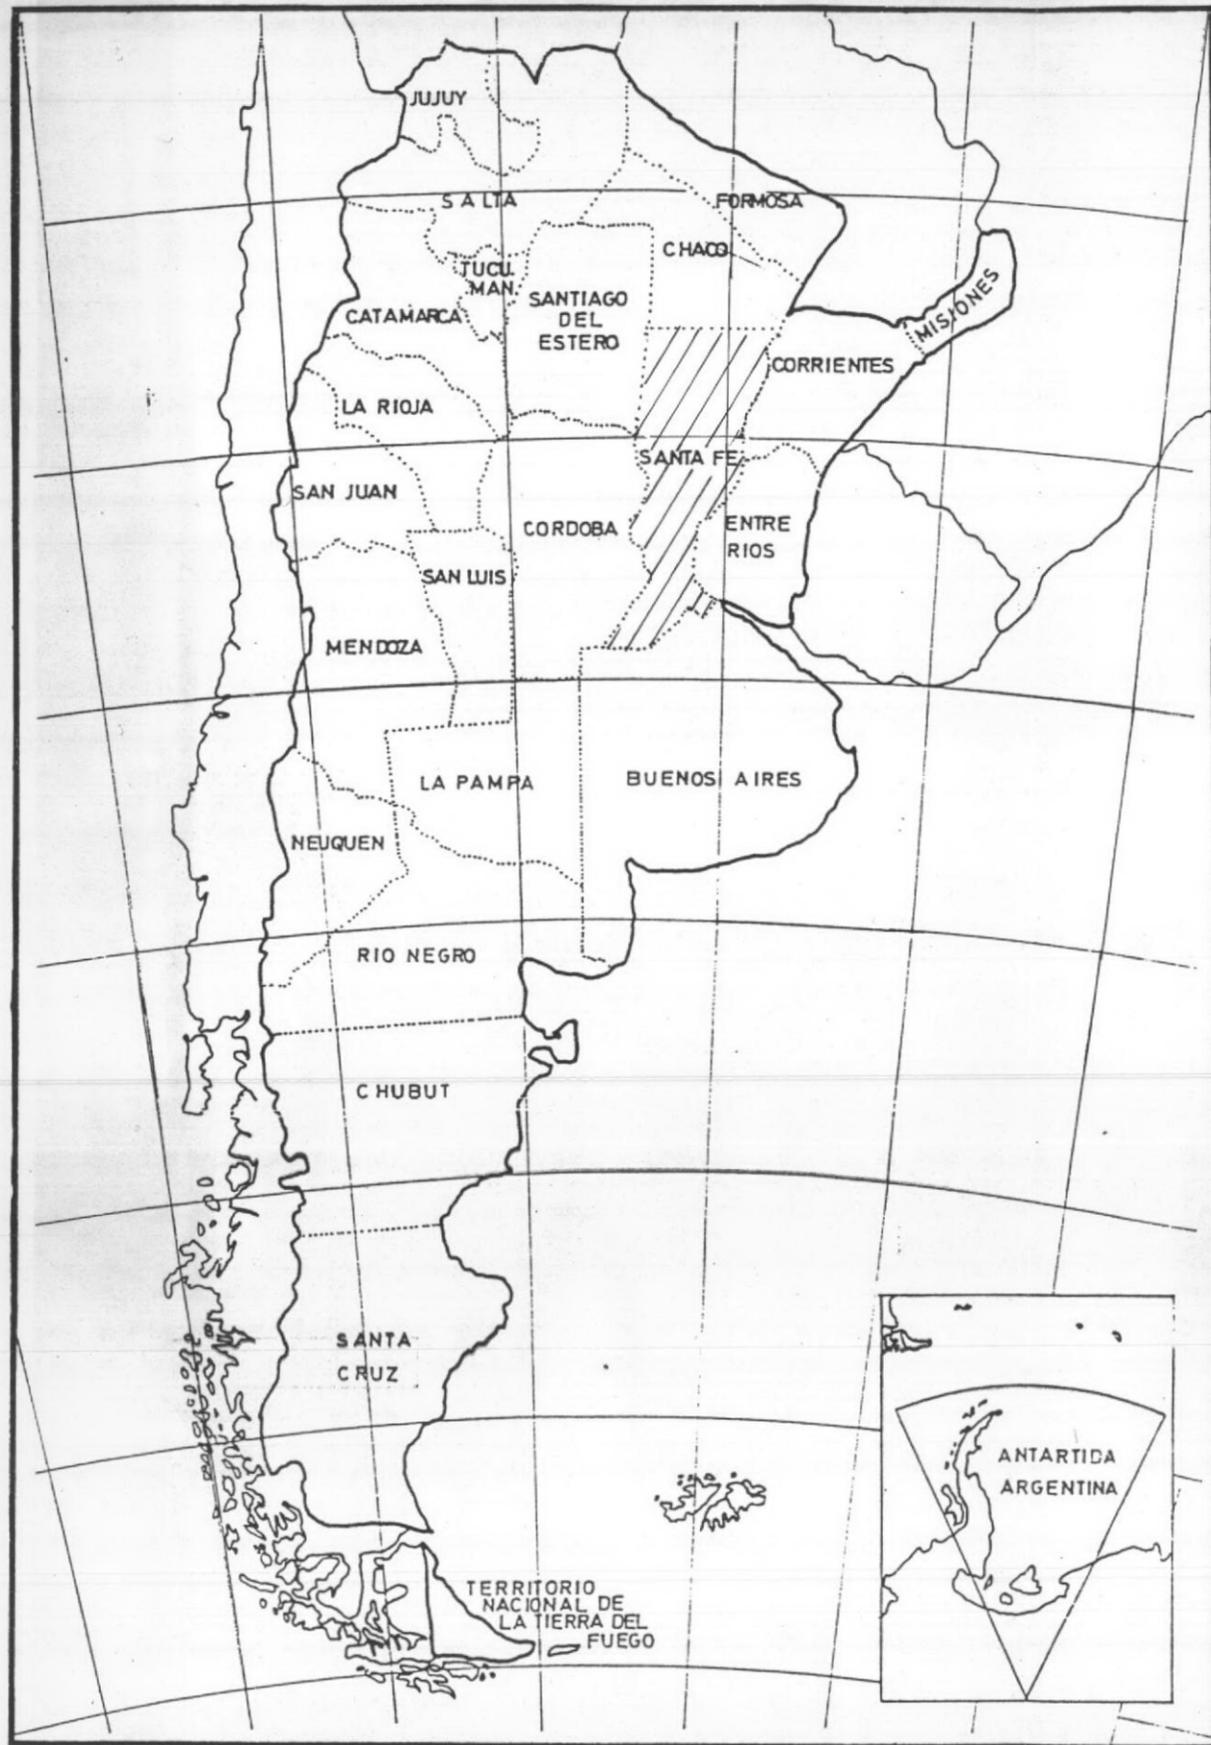 JUJUY
SALTA
FORMOSA
CHACO
TUCU
MAN
SANTIAGO
DEL
ESTERO
CATAMARCA
MISIONES
CORRIENTES
LA RIOJA
SANTA FE
SAN JUAN
CORDOBA
ENTRE
RIOS
SAN LUIS
MENDOZA
LA PAMPA
BUENOS AIRES
NEUQUEN
RIO NEGRO
CHUBUT
SANTA
CRUZ
ANTARTIDA
ARGENTINA
TERRITORIO
NACIONAL DE
LA TIERRA DEL
FUEGO